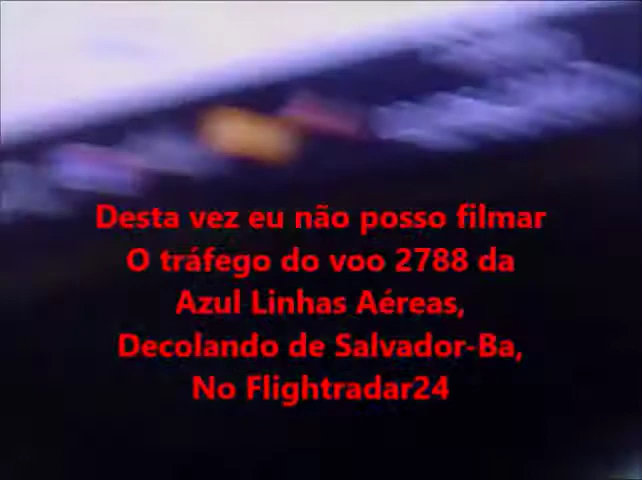 Desta vez eu não posso filmar
O tráfego do voo 2788 da
Azul Linhas Aéreas,
Decolando de Salvador-Ba,
No Flightradar24